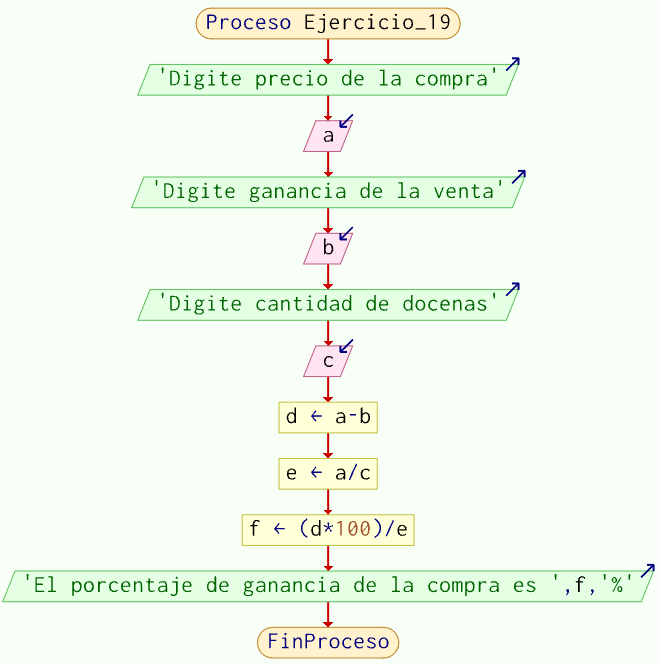 Proceso Ejercicio_19
'Digite precio de la compra'
a
'Digite ganancia de la venta'
b
'Digite cantidad de docenas'
c
d ← a-b
e ← a/c
f ← (d*100)/e
'El porcentaje de ganancia de la compra es ',f,'%'
FinProceso